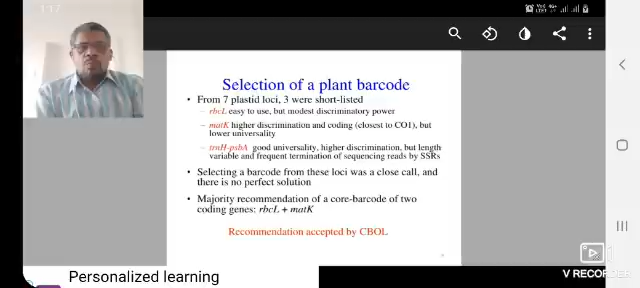 1:17
Selection of a plant barcode
• From 7 plastid loci, 3 were short-listed
– rbcL easy to use, but modest discriminatory power
– matK higher discrimination and coding (closest to CO1), but
lower universality
– trnH-psbA good universality, higher discrimination, but length
variable and frequent termination of sequencing reads by SSRs
• Selecting a barcode from these loci was a close call, and
there is no perfect solution
• Majority recommendation of a core-barcode of two
coding genes: rbcL + matK
Recommendation accepted by CBOL
Personalized learning
V RECORDER